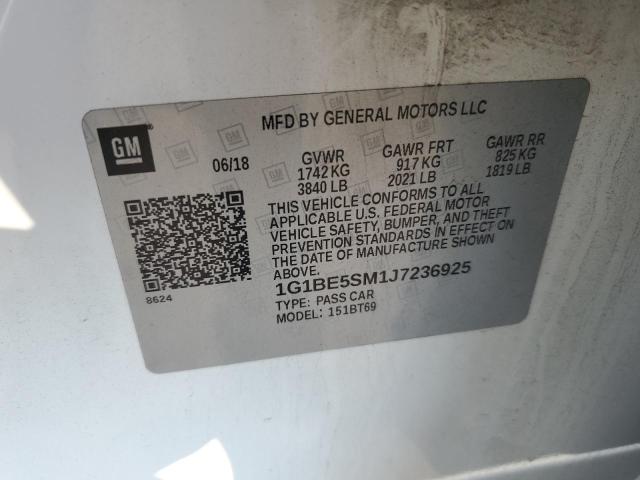 MFD BY GENERAL MOTORS LLC
GM
06/18
GVWR
1742 KG
3840 LB
GAWR FRT
917 KG
2021 LB
GAWR RR
825 KG
1819 LB
THIS VEHICLE CONFORMS TO ALL
APPLICABLE U.S. FEDERAL MOTOR
VEHICLE SAFETY, BUMPER, AND THEFT
PREVENTION STANDARDS IN EFFECT ON
THE DATE OF MANUFACTURE SHOWN
ABOVE.
8624
1G1BE5SM1J7236925
TYPE: PASS CAR
MODEL: 151BT69